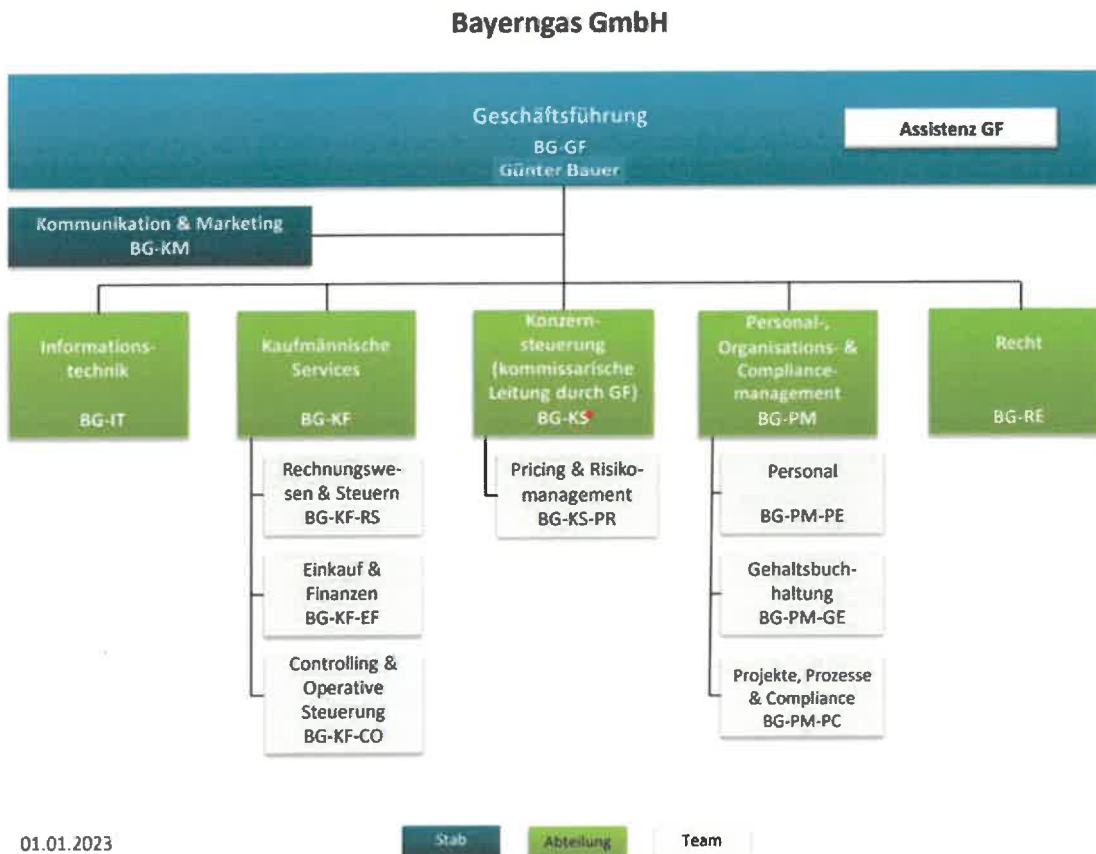 Bayerngas GmbH
Geschäftsführung
BG-GF
Günter Bauer
Assistenz GF
Kommunikation & Marketing
BG-KM
Informations-
technik
BG-IT
Kaufmännische
Services
BG-KF
Konzern-
steuerung
(kommissarische
Leitung durch GF)
BG-KS
Personal-,
Organisations- &
Compliance-
management
BG-PM
Recht
BG-RE
Rechnungswe-
sen & Steuern
BG-KF-RS
Einkauf &
Finanzen
BG-KF-EF
Controlling &
Operative
Steuerung
BG-KF-CO
Pricing & Risiko-
management
BG-KS-PR
Personal
BG-PM-PE
Gehaltsbuch-
haltung
BG-PM-GE
Projekte, Prozesse
& Compliance
BG-PM-PC
01.01.2023
Stab
Abteilung
Team